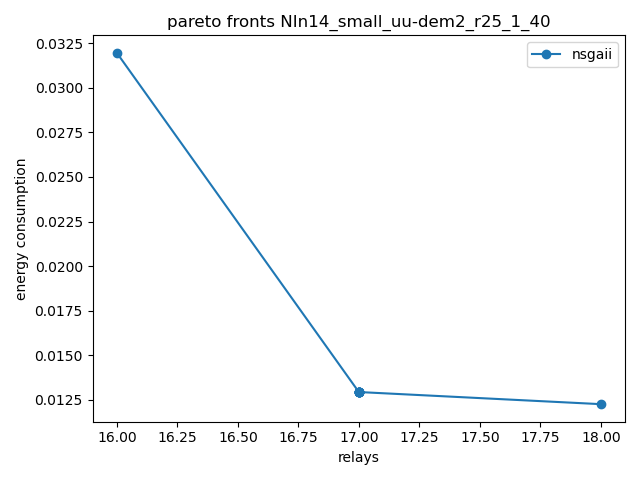 pareto fronts NIn14_small_uu-dem2_r25_1_40
nsgaii
0.0325
0.0300
0.0275
0.0250
0.0225
0.0200
0.0175
0.0150
0.0125
energy consumption
16.00 16.25 16.50 16.75 17.00 17.25 17.50 17.75 18.00
relays